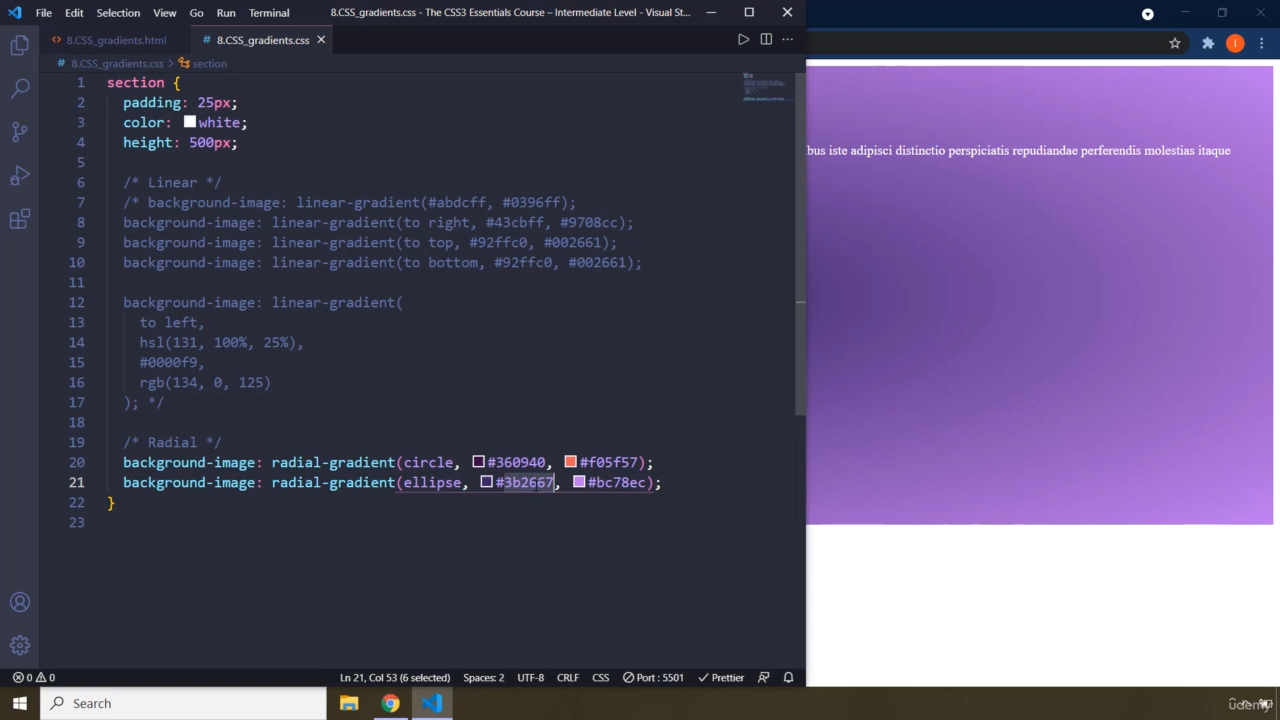 File Edit Selection View Go Run Terminal 8.CSS_gradients.css - The CSS3 Essentials Course – Intermediate Level - Visual St...
8.CSS_gradients.html
# 8.CSS_gradients.css
# 8.CSS_gradients.css > section
1 section {
2 padding: 25px;
3 color: white;
4 height: 500px;
5
6 /* Linear */
7 /* background-image: linear-gradient(#abdcff, #0396ff);
8 background-image: linear-gradient(to right, #43cbff, #9708cc);
9 background-image: linear-gradient(to top, #92ffc0, #002661);
10 background-image: linear-gradient(to bottom, #92ffc0, #002661);
11
12 background-image: linear-gradient(
13 to left,
14 hsl(131, 100%, 25%),
15 #0000f9,
16 rgb(134, 0, 125)
17 ); */
18
19 /* Radial */
20 background-image: radial-gradient(circle, #360940, #f05f57);
21 background-image: radial-gradient(ellipse, #3b2667, #bc78ec);
22 }
23
I
bus iste adipisci distinctio perspiciatis repudiandae perferendis molestias itaque
0 0 Ln 21, Col 53 (6 selected) Spaces: 2 UTF-8 CRLF CSS Port : 5501 Prettier
Search
udemy